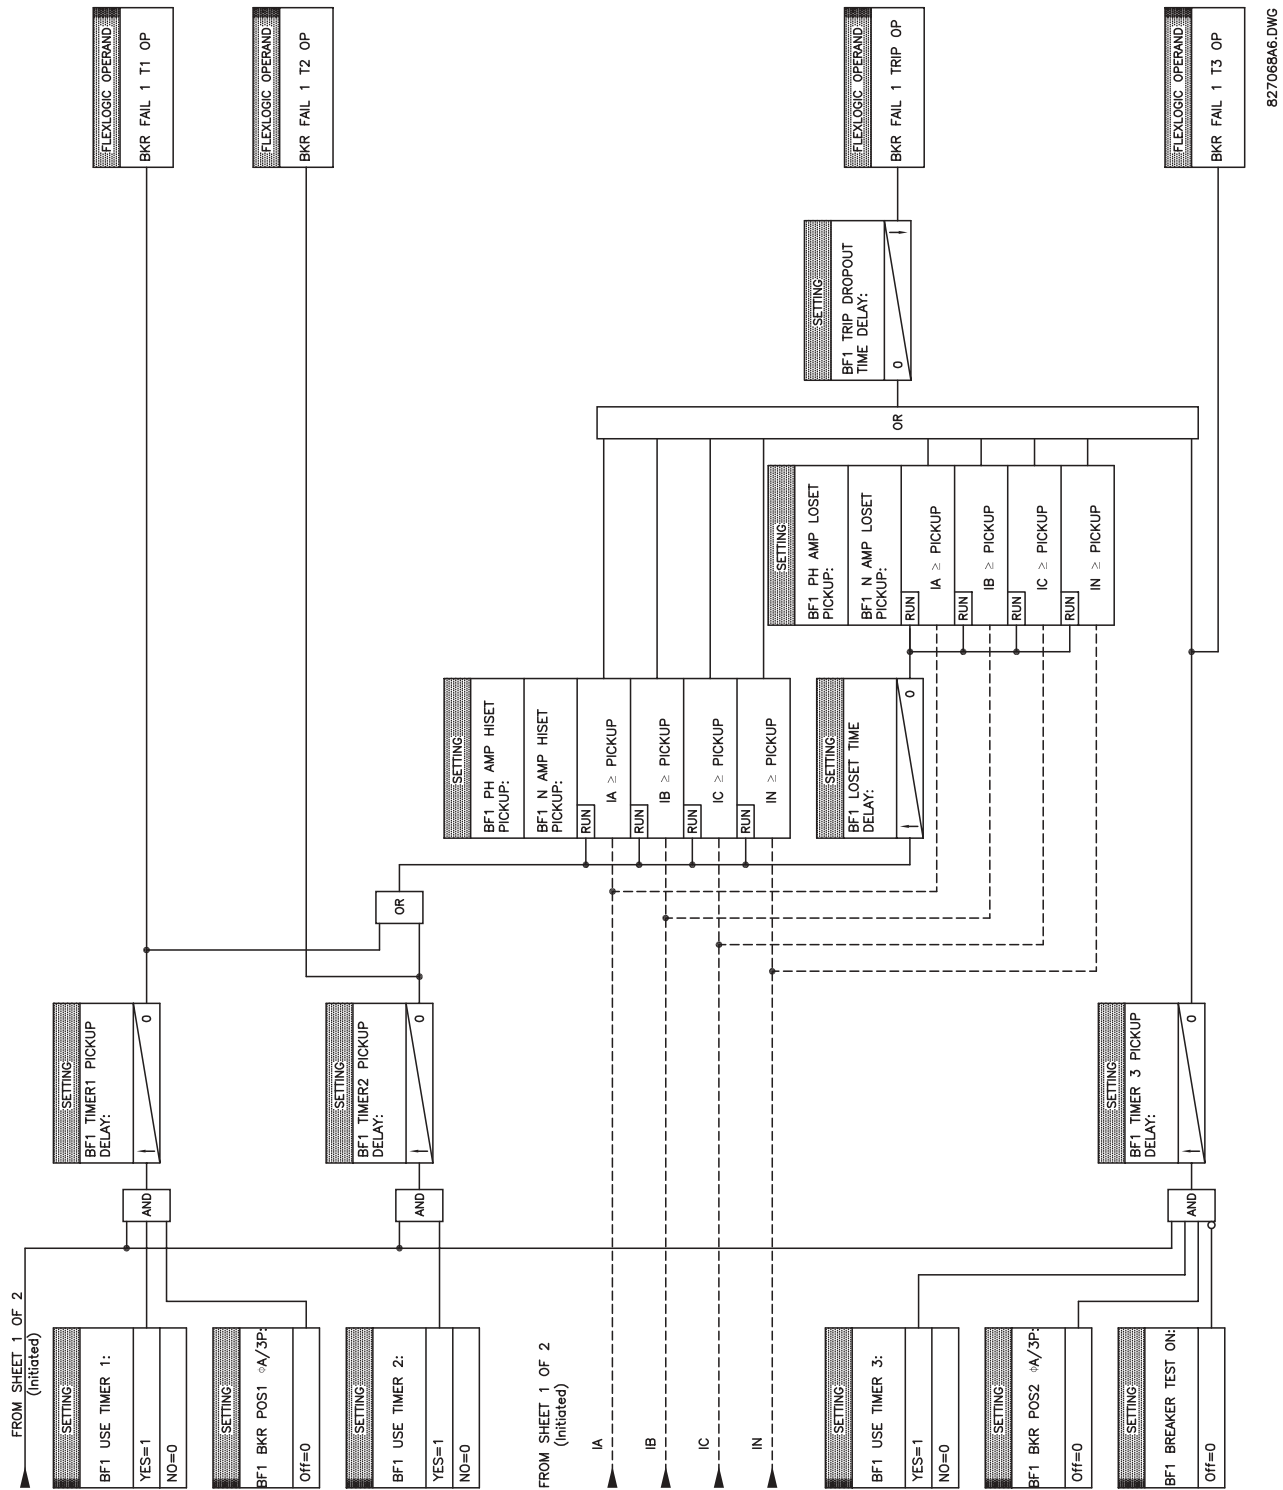 FROM SHEET 1 OF 2
(Initiated)
SETTING
BF1 USE TIMER 1:
YES=1
NO=0
SETTING
BF1 BKR POS1 ΦA/3P:
Off=0
SETTING
BF1 USE TIMER 2:
YES=1
NO=0
FROM SHEET 1 OF 2
(Initiated)
IA
IB
IC
IN
SETTING
BF1 USE TIMER 3:
YES=1
NO=0
SETTING
BF1 BKR POS2 ΦA/3P:
Off=0
SETTING
BF1 BREAKER TEST ON:
Off=0
AND
AND
AND
SETTING
BF1 TIMER1 PICKUP
DELAY:
0
SETTING
BF1 TIMER2 PICKUP
DELAY:
0
SETTING
BF1 TIMER 3 PICKUP
DELAY:
0
OR
SETTING
BF1 PH AMP HISET
PICKUP:
BF1 N AMP HISET
PICKUP:
RUN
IA ≥ PICKUP
RUN
IB ≥ PICKUP
RUN
IC ≥ PICKUP
RUN
IN ≥ PICKUP
SETTING
BF1 LOSET TIME
DELAY:
0
SETTING
BF1 PH AMP LOSET
PICKUP:
BF1 N AMP LOSET
PICKUP:
RUN
IA ≥ PICKUP
RUN
IB ≥ PICKUP
RUN
IC ≥ PICKUP
RUN
IN ≥ PICKUP
OR
SETTING
BF1 TRIP DROPOUT
TIME DELAY:
0
FLEXLOGIC OPERAND
BKR FAIL 1 T1 OP
FLEXLOGIC OPERAND
BKR FAIL 1 T2 OP
FLEXLOGIC OPERAND
BKR FAIL 1 TRIP OP
FLEXLOGIC OPERAND
BKR FAIL 1 T3 OP
827068A6.DWG